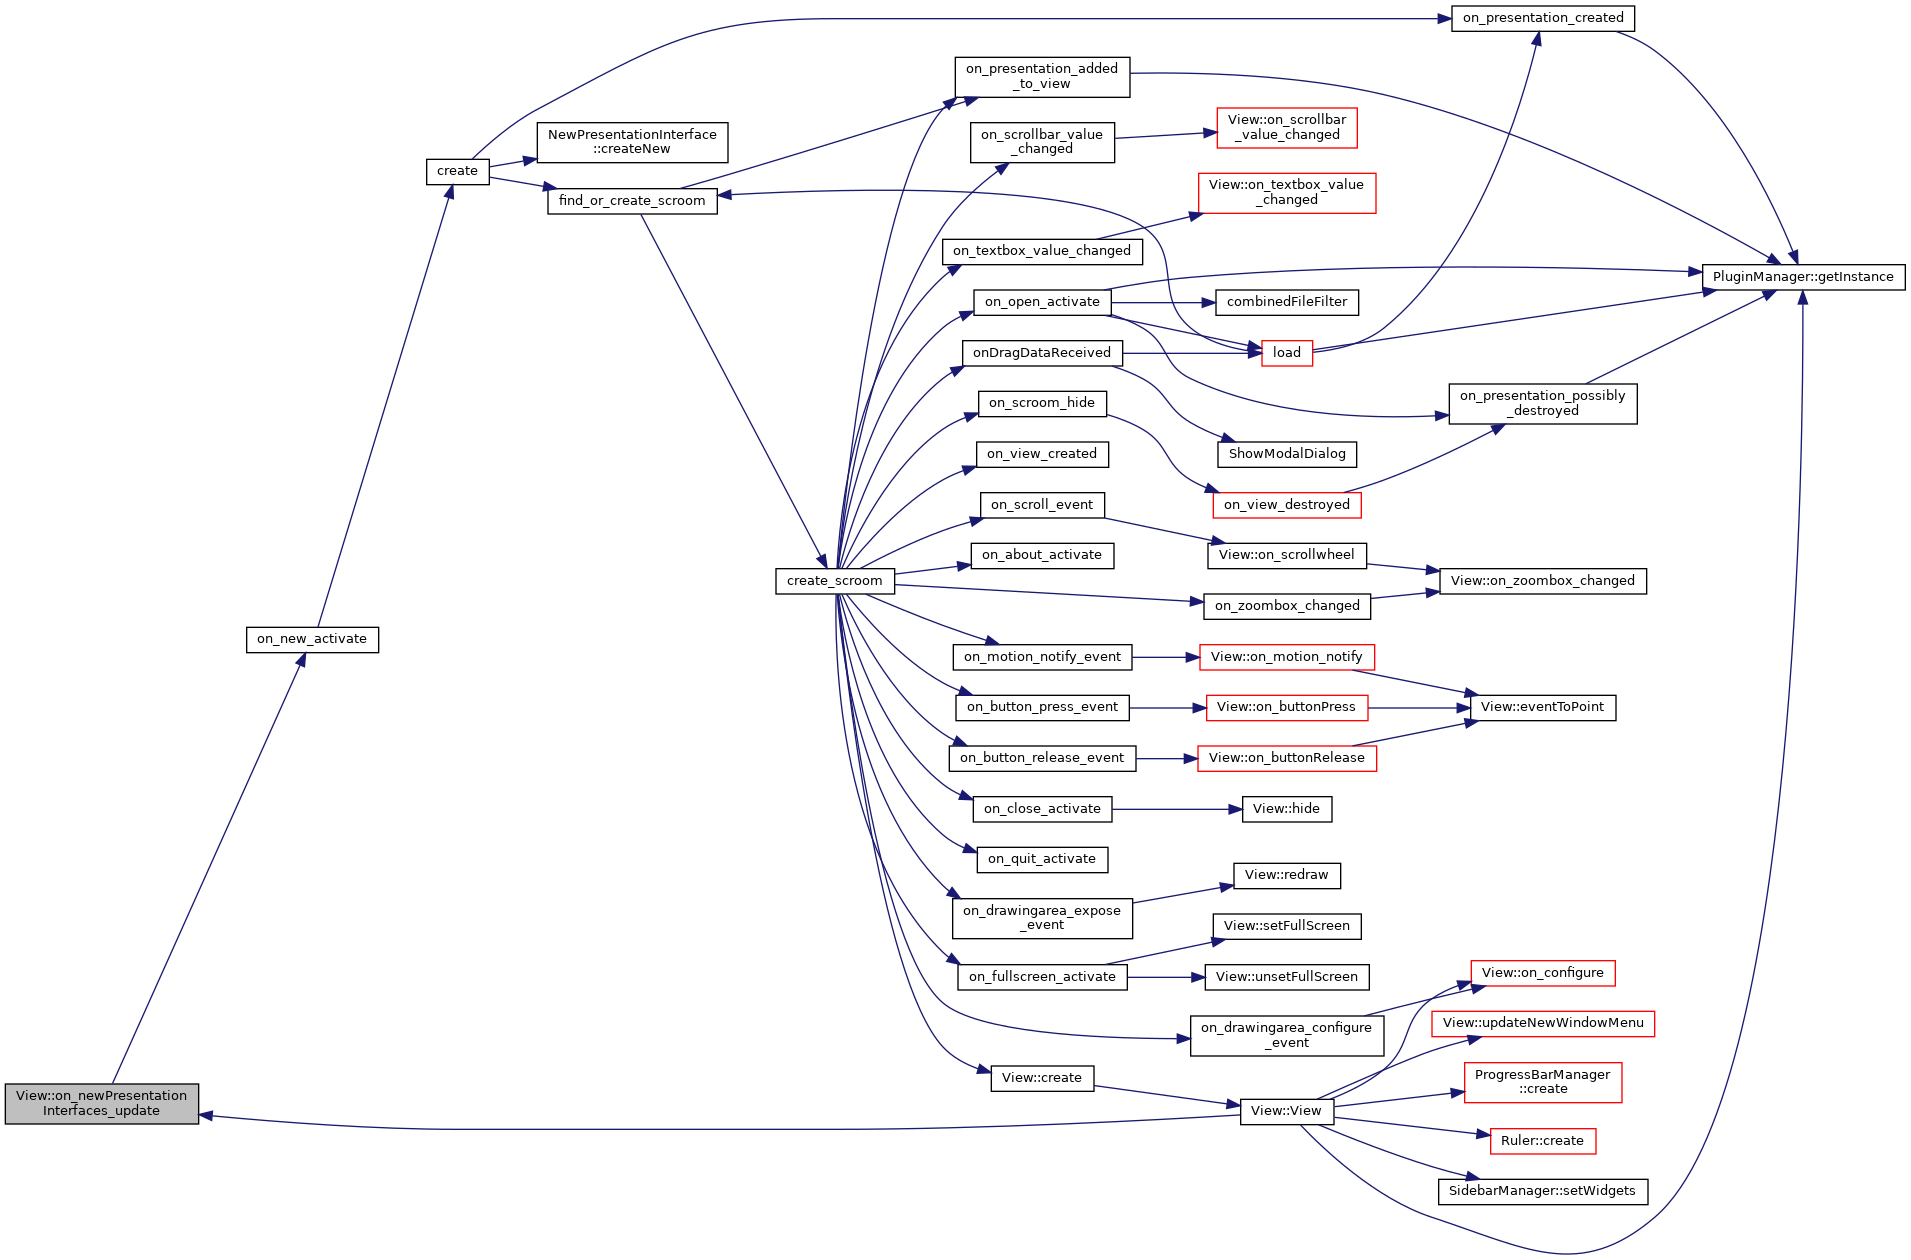 on_presentation_created
on_presentation_added
_to_view
NewPresentationInterface
::createNew
on_scrollbar_value
_changed
View::on_scrollbar
_value_changed
create
find_or_create_scroom
View::on_textbox_value
_changed
on_textbox_value_changed
PluginManager::getInstance
on_open_activate
combinedFileFilter
onDragDataReceived
load
on_scroom_hide
on_presentation_possibly
_destroyed
on_view_created
ShowModalDialog
on_scroll_event
on_view_destroyed
on_about_activate
View::on_scrollwheel
create_scroom
View::on_zoombox_changed
on_zoombox_changed
on_new_activate
on_motion_notify_event
View::on_motion_notify
on_button_press_event
View::on_buttonPress
View::eventToPoint
on_button_release_event
View::on_buttonRelease
on_close_activate
View::hide
on_quit_activate
View::redraw
on_drawingarea_expose
_event
View::setFullScreen
on_fullscreen_activate
View::unsetFullScreen
View::on_configure
on_drawingarea_configure
_event
View::updateNewWindowMenu
View::create
ProgressBarManager
::create
View::on_newPresentation
Interfaces_update
View::View
Ruler::create
SidebarManager::setWidgets